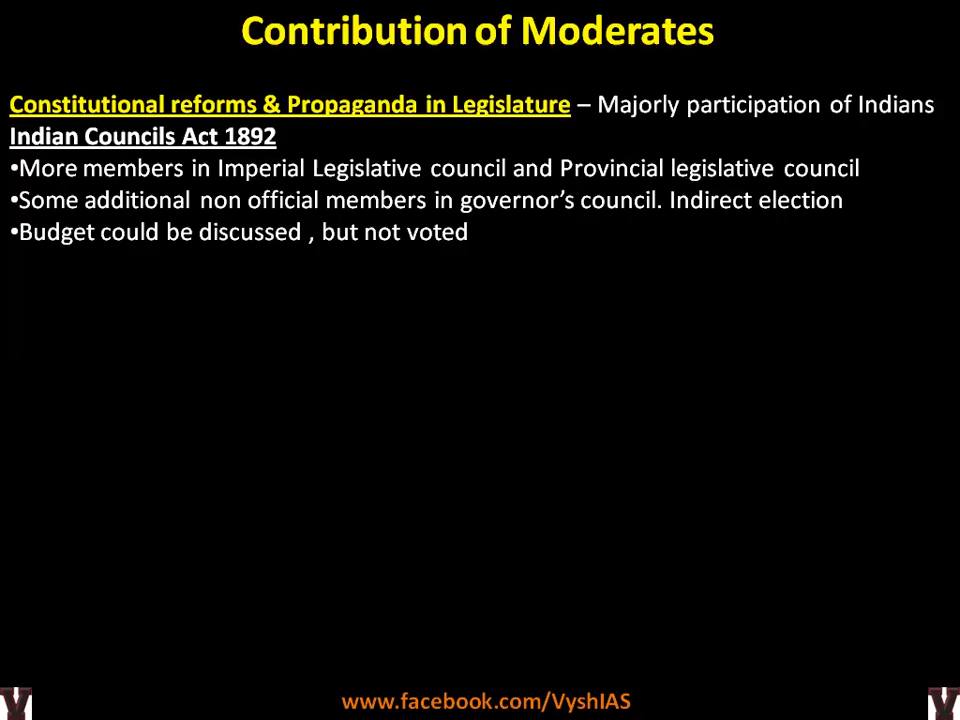 Contribution of Moderates
Constitutional reforms & Propaganda in Legislature – Majorly participation of Indians
Indian Councils Act 1892
•More members in Imperial Legislative council and Provincial legislative council
•Some additional non official members in governor's council. Indirect election
•Budget could be discussed , but not voted
V www.facebook.com/VyshIAS V